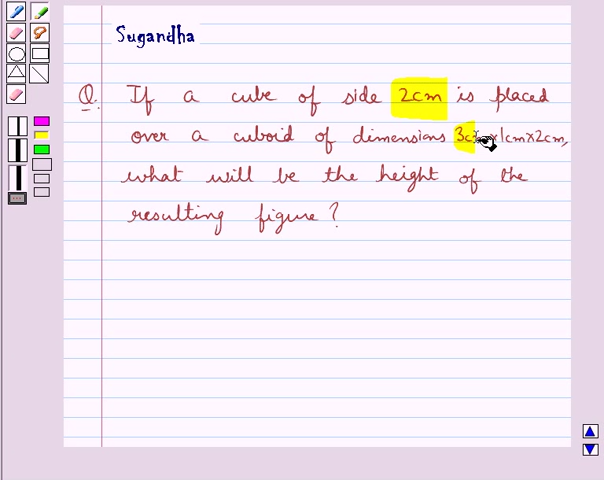 Sugandha
Q. If a cube of side 2cm is placed
over a cuboid of dimensions ×1cm×2cm,
what will be the height of the
resulting figure?